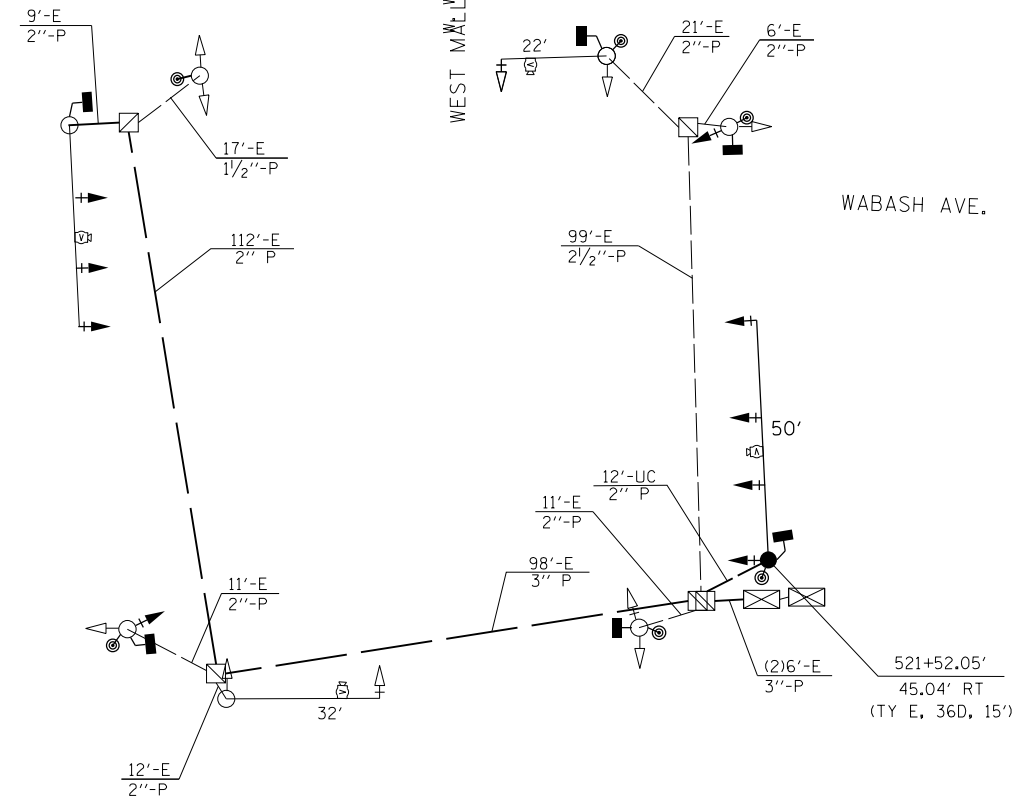 9'-E
2''-P
WEST MALL
W. W
22'
21'-E
2''-P
6'-E
2''-P
17'-E
1 1/2''-P
WABASH AVE.
112'-E
2'' P
99'-E
2 1/2''-P
50'
12'-UC
2'' P
11'-E
2''-P
98'-E
3'' P
11'-E
2''-P
(2)6'-E
3''-P
521+52.05'
45.04' RT
(TY E, 36D, 15')
32'
12'-E
2''-P